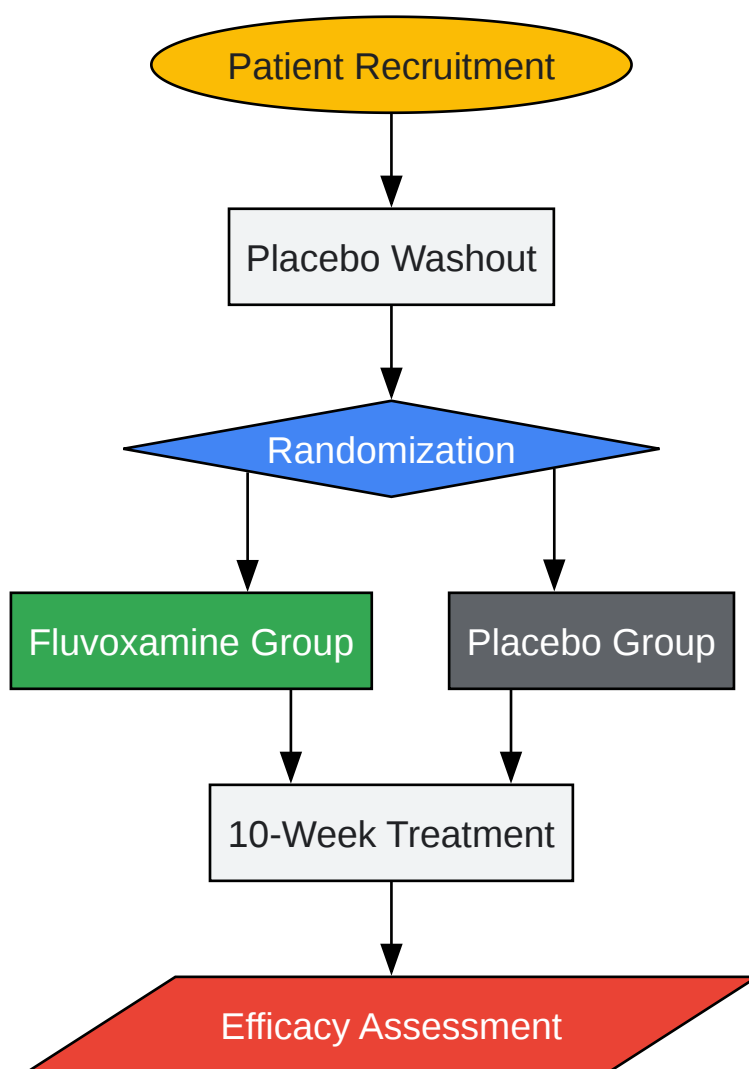 Patient Recruitment
Placebo Washout
Randomization
Fluvoxamine Group
Placebo Group
10-Week Treatment
Efficacy Assessment